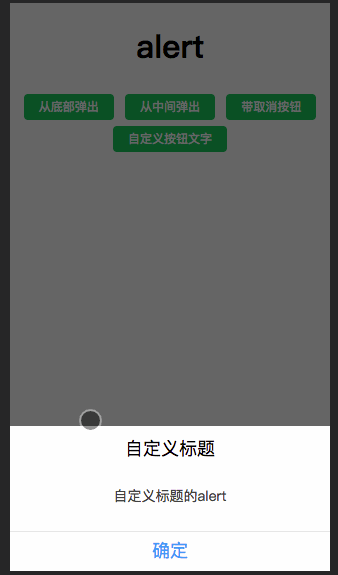 alert
从底部弹出 从中间弹出 带取消按钮
自定义按钮文字
自定义标题
自定义标题的alert
确定